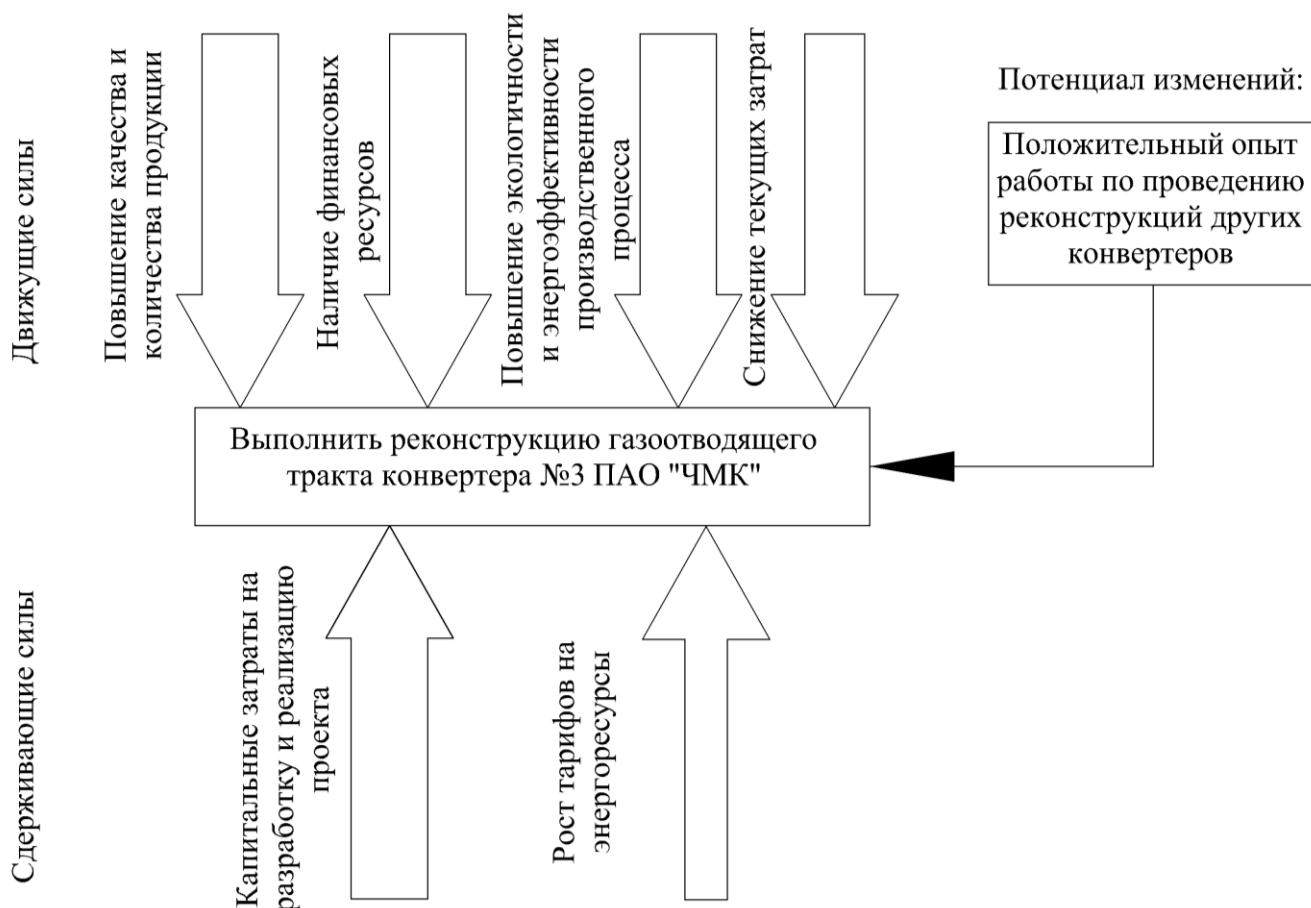 Движущие силы
Повышение качества и
количества продукции
Наличие финансовых
ресурсов
Повышение экологичности
и энергоэффективности
производственного
процесса
Снижение текущих затрат
Потенциал изменений:
Положительный опыт
работы по проведению
реконструкций других
конвертеров
Выполнить реконструкцию газоотводящего
тракта конвертера №3 ПАО "ЧМК"
Сдерживающие силы
Капитальные затраты на
разработку и реализацию
проекта
Рост тарифов на
энергоресурсы